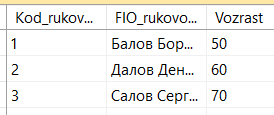 Kod_rukov... FIO_rukovo... Vozrast
1 Балов Бор... 50
2 Далов Ден... 60
3 Салов Серг... 70